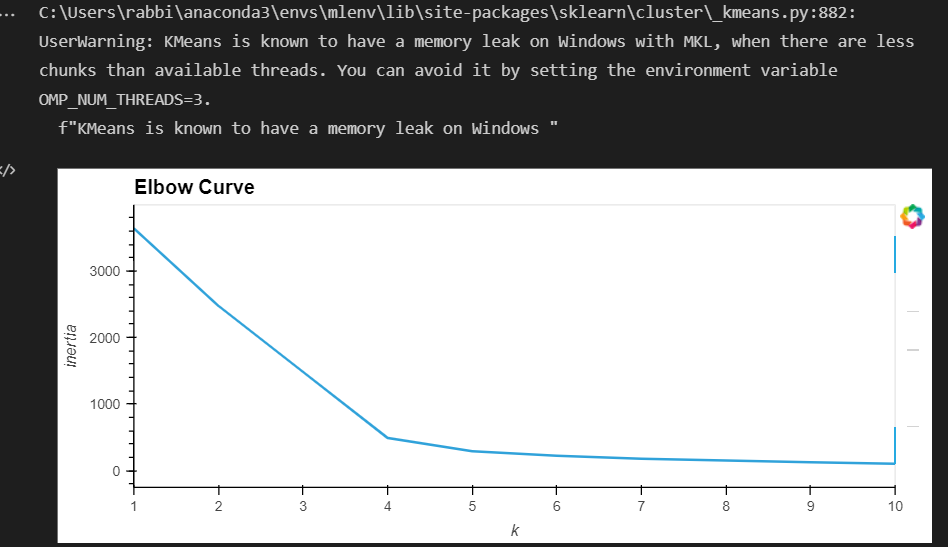 ...
C:\Users\rabbi\anaconda3\envs\mlenv\lib\site-packages\sklearn\cluster\_kmeans.py:882:
UserWarning: KMeans is known to have a memory leak on Windows with MKL, when there are less
chunks than available threads. You can avoid it by setting the environment variable
OMP_NUM_THREADS=3.
f"KMeans is known to have a memory leak on Windows "
</>
Elbow Curve
3000
2000
1000
0
inertia
1 2 3 4 5 6 7 8 9 10
k